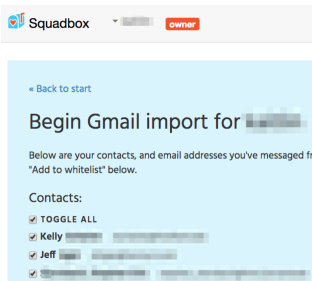 Squadbox
owner
« Back to start
Begin Gmail import for
Below are your contacts, and email addresses you've messaged
"Add to whitelist" below.
Contacts:
TOGGLE ALL
Kelly
Jeff